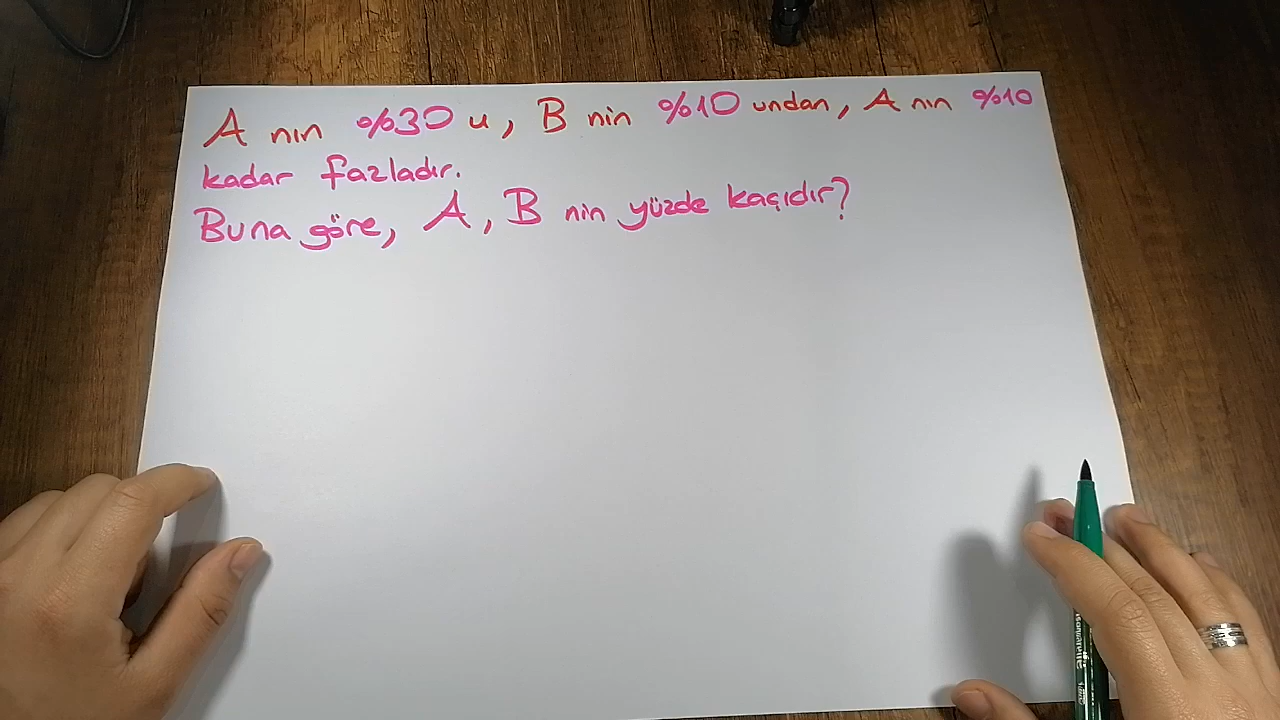 A nın %30 u, B nin %10 undan, A nın %10
kadar fazladır.
Buna göre, A, B nin yüzde kaçıdır?